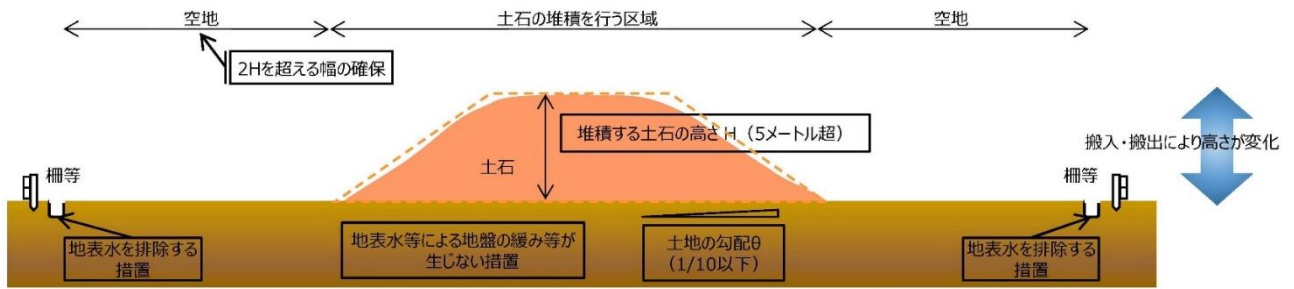 空地
土石の堆積を行う区域
空地
2Hを超える幅の確保
堆積する土石の高さH（5メートル超）
搬入・搬出により高さが変化
土石
柵等
柵等
地表水を排除する
措置
地表水等による地盤の緩み等が
生じない措置
土地の勾配θ
（1/10以下）
地表水を排除する
措置